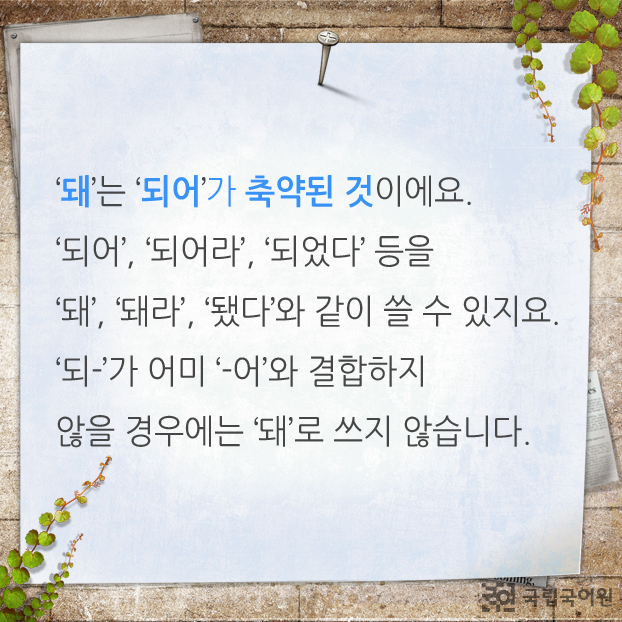 ‘돼’는 ‘되어’가 축약된 것이에요.
‘되어’, ‘되어라’, ‘되었다’ 등을
‘돼’, ‘돼라’, ‘됐다’와 같이 쓸 수 있지요.
‘되-’가 어미 ‘-어’와 결합하지
않을 경우에는 ‘돼’로 쓰지 않습니다.
국립국어원